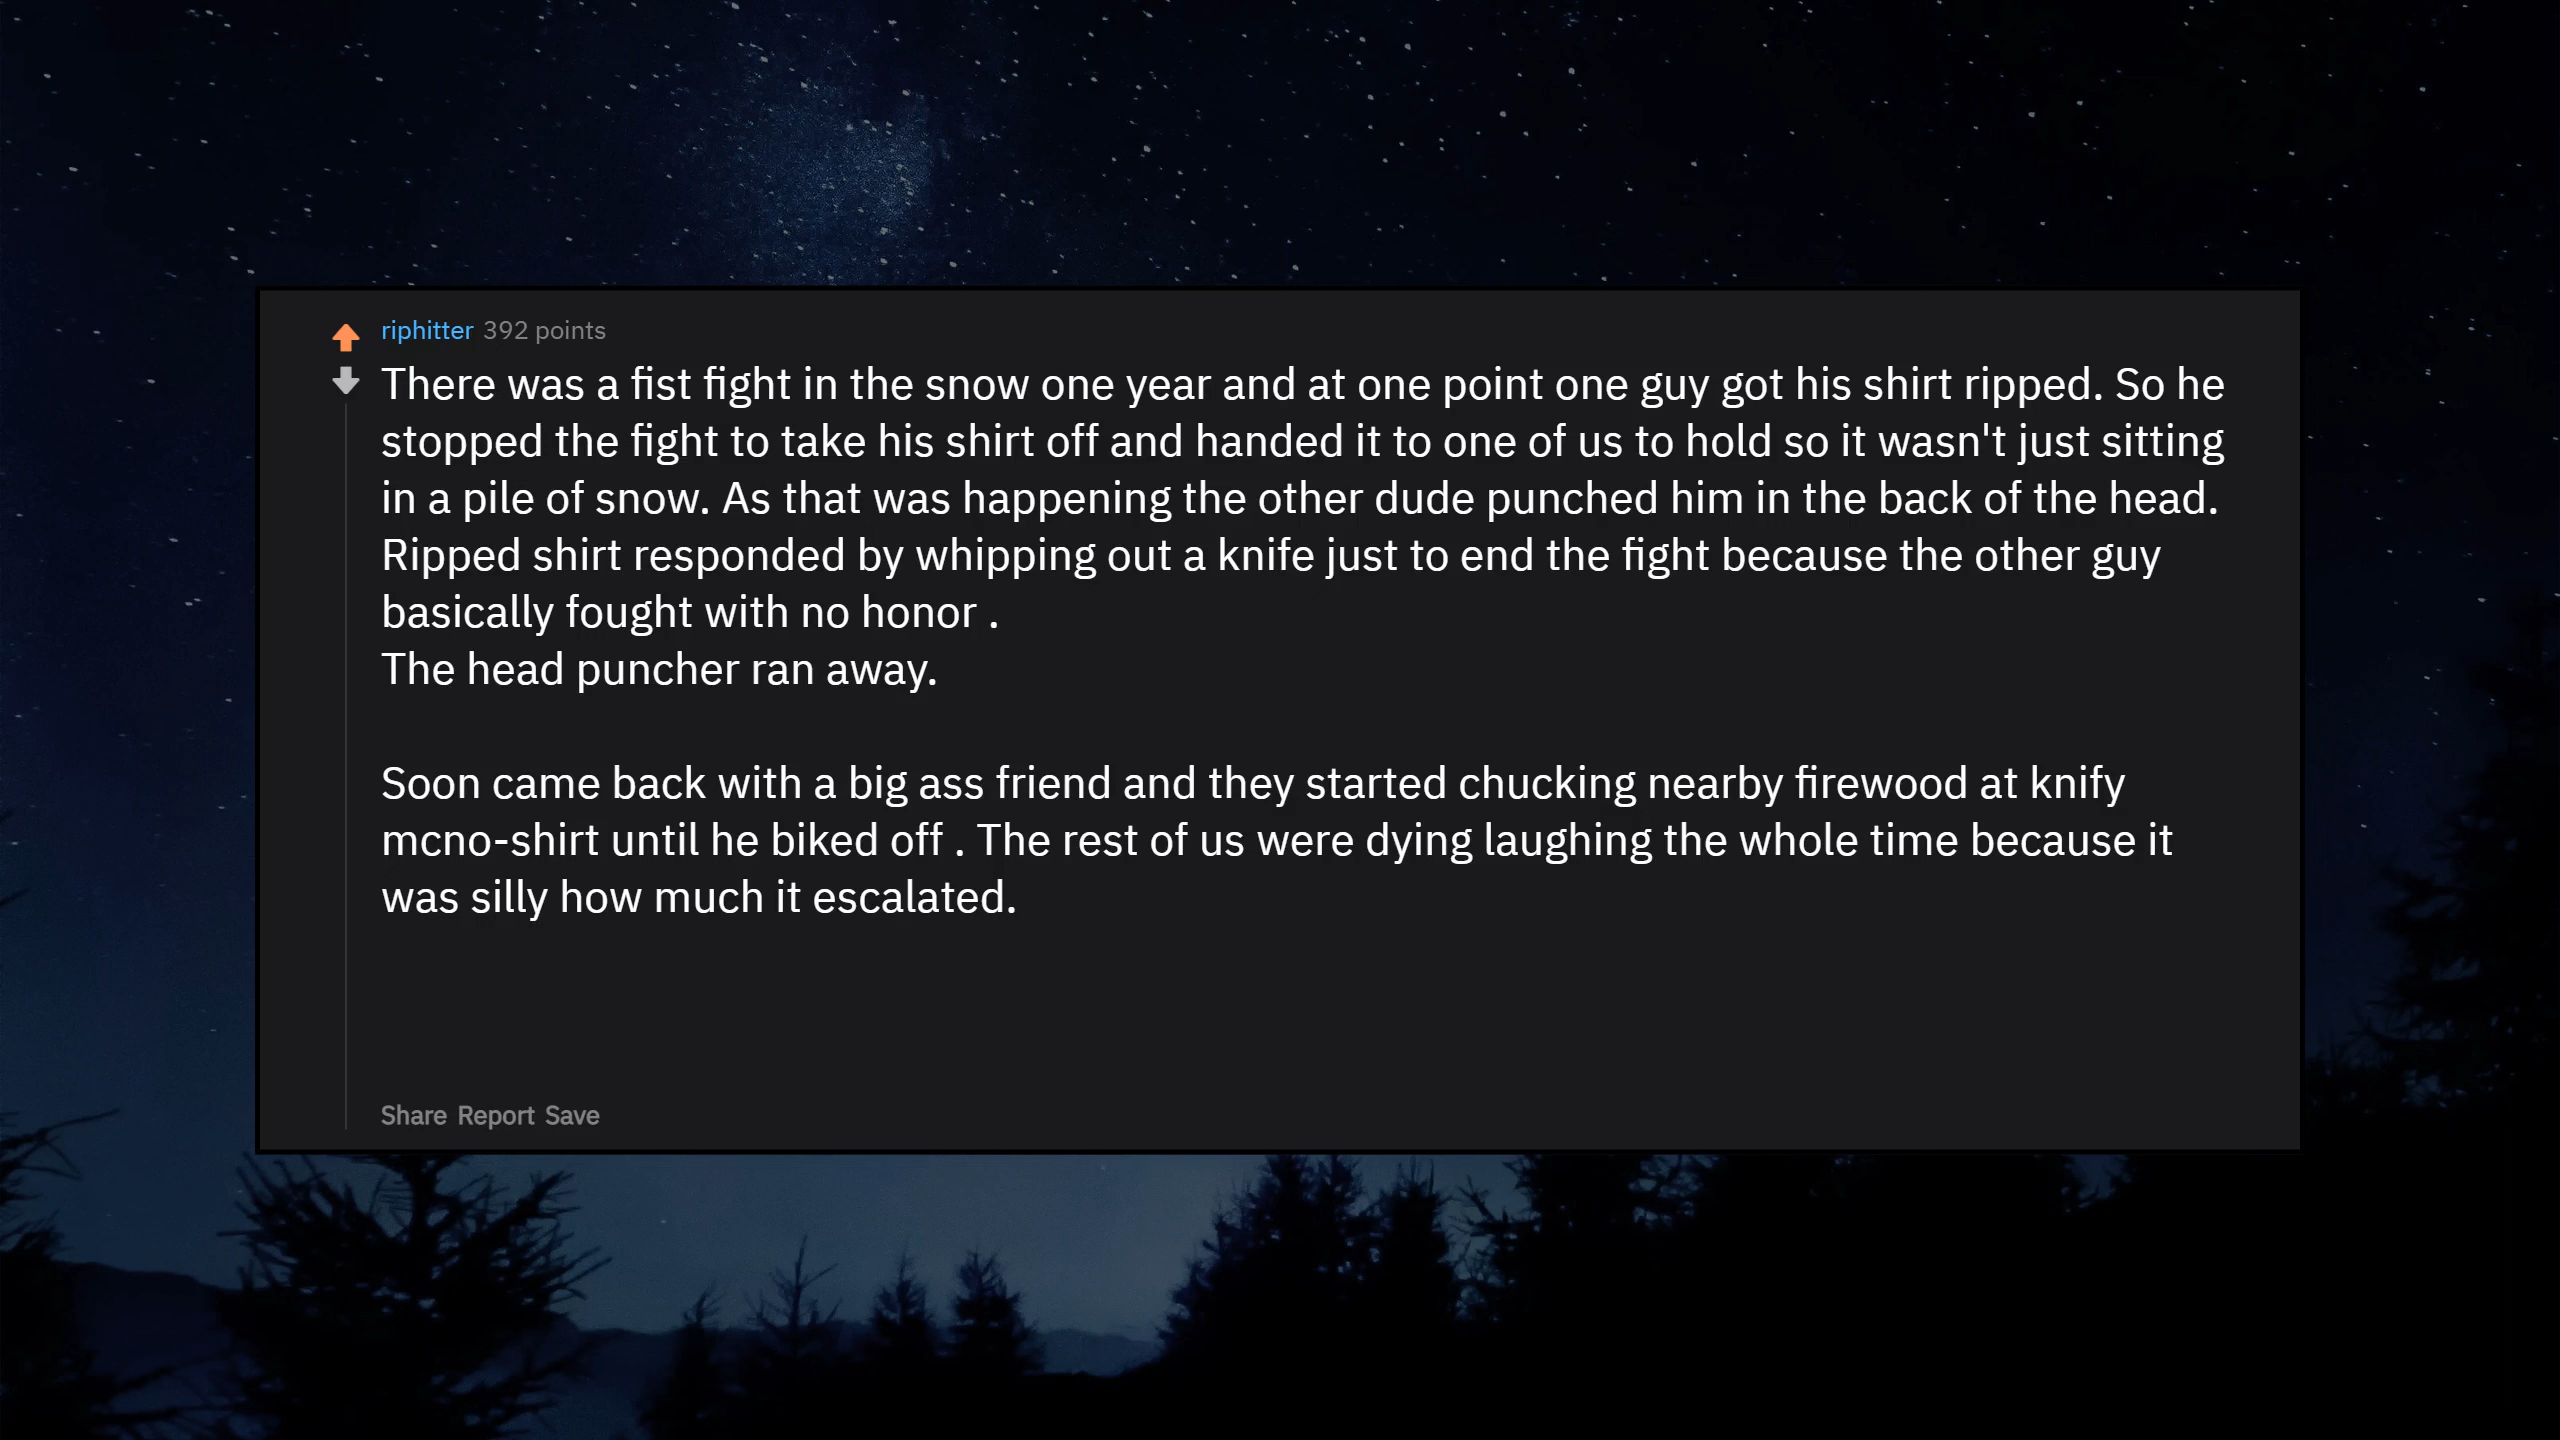 riphitter 392 points
There was a fist fight in the snow one year and at one point one guy got his shirt ripped. So he
stopped the fight to take his shirt off and handed it to one of us to hold so it wasn't just sitting
in a pile of snow. As that was happening the other dude punched him in the back of the head.
Ripped shirt responded by whipping out a knife just to end the fight because the other guy
basically fought with no honor .
The head puncher ran away.
Soon came back with a big ass friend and they started chucking nearby firewood at knify
mcno-shirt until he biked off . The rest of us were dying laughing the whole time because it
was silly how much it escalated.
Share Report Save